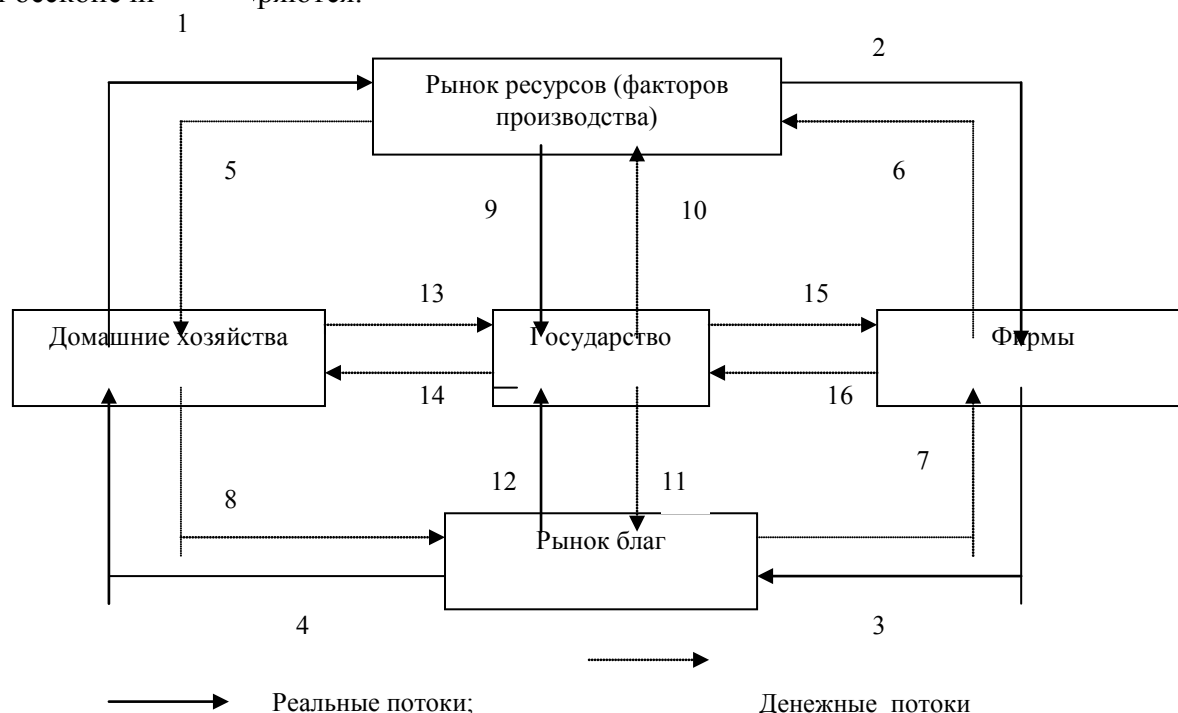 1
2
Рынок ресурсов (факторов
производства)
5
6
9
10
13
15
Домашние хозяйства
Государство
Фирмы
14
16
7
12
11
8
Рынок благ
4
3
Реальные потоки;
Денежные потоки